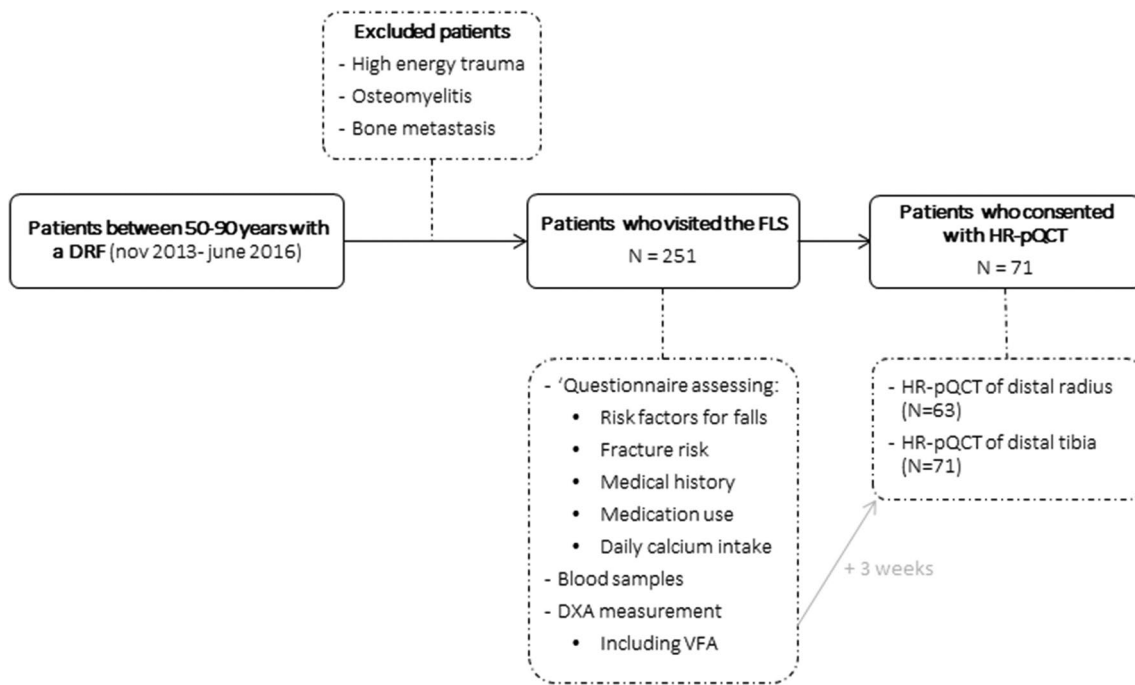 Excluded patients
- High energy trauma
- Osteomyelitis
- Bone metastasis
Patients between 50-90 years with
a DRF (nov 2013- june 2016)
Patients who visited the FLS
N = 251
Patients who consented
with HR-pQCT
N = 71
- ‘Questionnaire assessing:
• Risk factors for falls
• Fracture risk
• Medical history
• Medication use
• Daily calcium intake
- Blood samples
- DXA measurement
• Including VFA
- HR-pQCT of distal radius
(N=63)
- HR-pQCT of distal tibia
(N=71)
+ 3 weeks